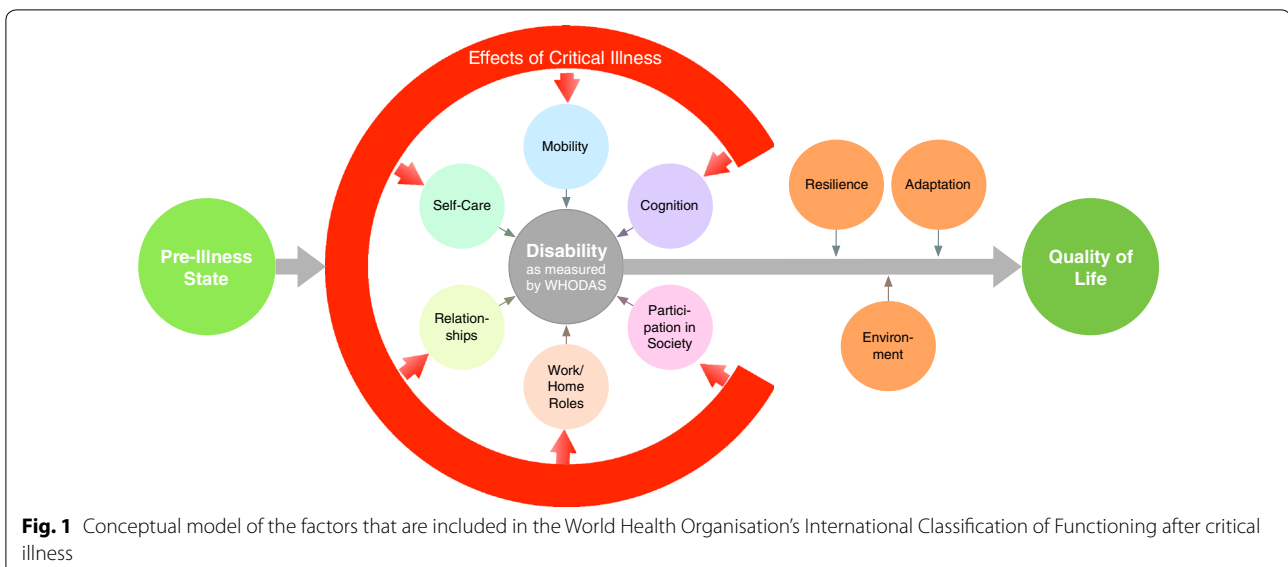 Effects of Critical Illness
Mobility
Self-Care
Cognition
Resilience
Adaptation
Pre-Illness
State
Disability
as measured
by WHODAS
Quality of
Life
Relation-
ships
Partici-
pation in
Society
Work/
Home
Roles
Environ-
ment
Fig. 1 Conceptual model of the factors that are included in the World Health Organisation's International Classification of Functioning after critical
illness